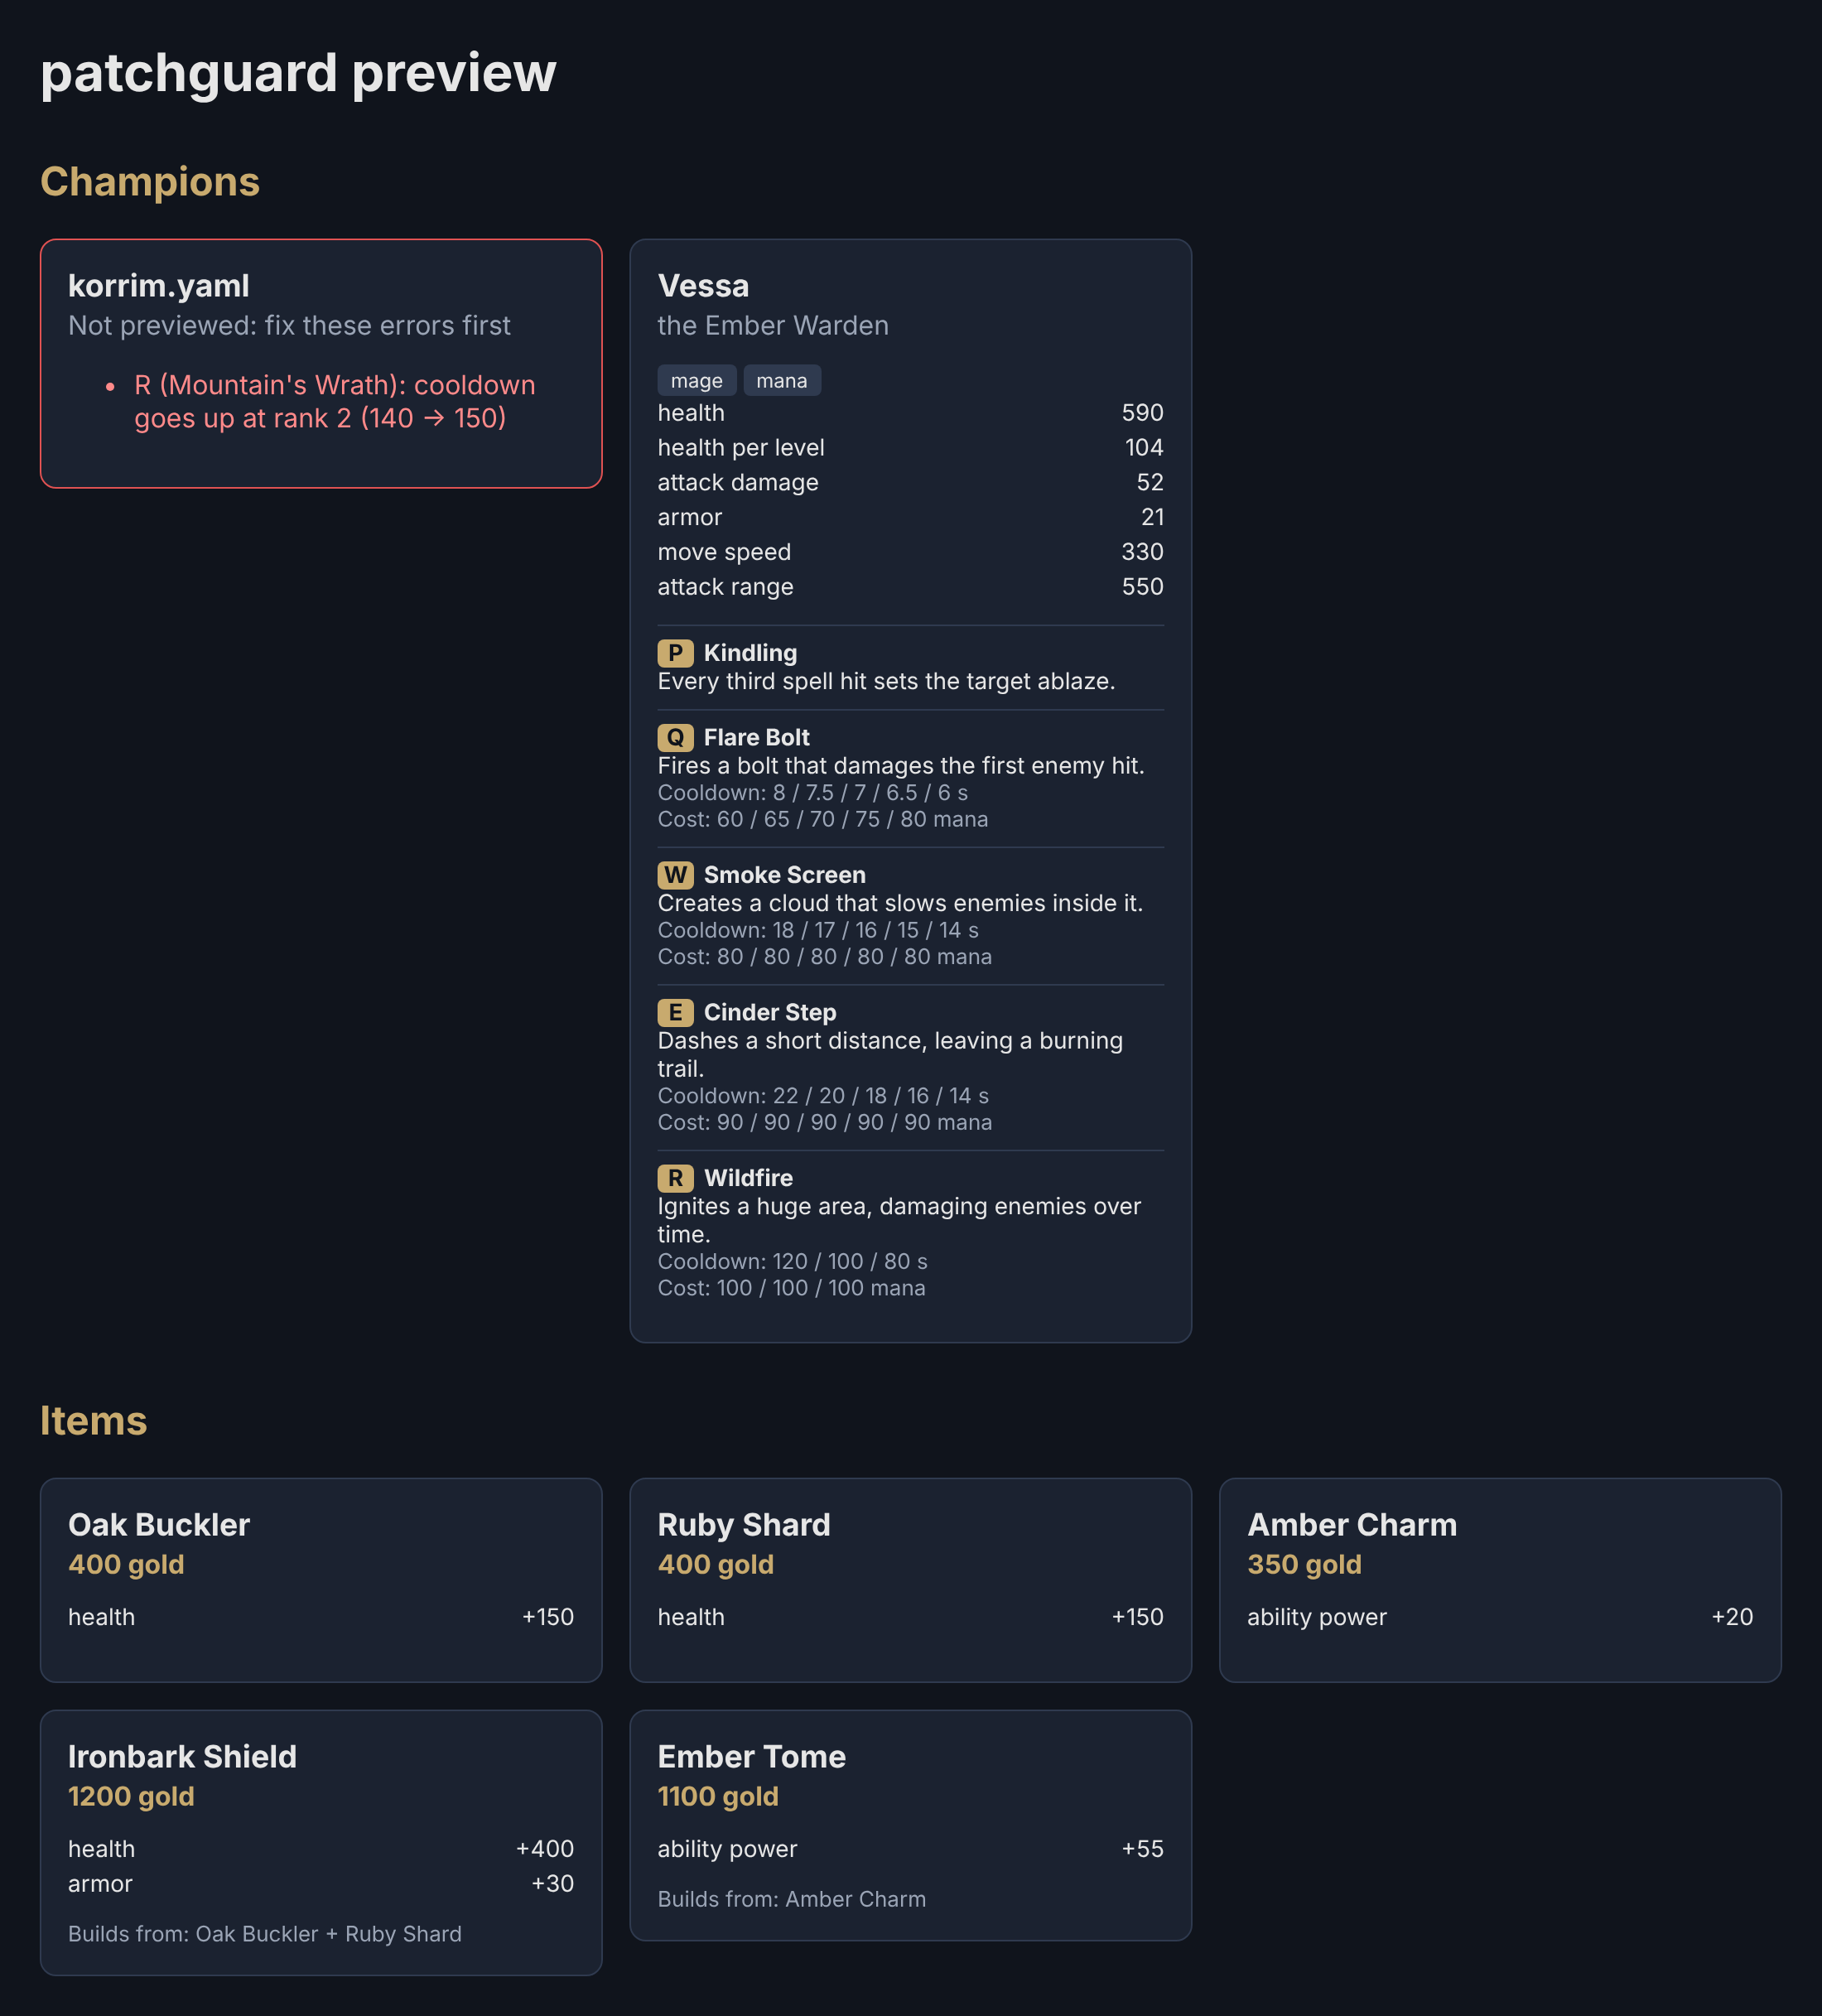 patchguard preview
Champions
korrim.yaml
Not previewed: fix these errors first
• R (Mountain's Wrath): cooldown
goes up at rank 2 (140 → 150)
Vessa
the Ember Warden
mage mana
health 590
health per level 104
attack damage 52
armor 21
move speed 330
attack range 550
P Kindling
Every third spell hit sets the target ablaze.
Q Flare Bolt
Fires a bolt that damages the first enemy hit.
Cooldown: 8 / 7.5 / 7 / 6.5 / 6 s
Cost: 60 / 65 / 70 / 75 / 80 mana
W Smoke Screen
Creates a cloud that slows enemies inside it.
Cooldown: 18 / 17 / 16 / 15 / 14 s
Cost: 80 / 80 / 80 / 80 / 80 mana
E Cinder Step
Dashes a short distance, leaving a burning
trail.
Cooldown: 22 / 20 / 18 / 16 / 14 s
Cost: 90 / 90 / 90 / 90 / 90 mana
R Wildfire
Ignites a huge area, damaging enemies over
time.
Cooldown: 120 / 100 / 80 s
Cost: 100 / 100 / 100 mana
Items
Oak Buckler
400 gold
health +150
Ruby Shard
400 gold
health +150
Amber Charm
350 gold
ability power +20
Ironbark Shield
1200 gold
health +400
armor +30
Builds from: Oak Buckler + Ruby Shard
Ember Tome
1100 gold
ability power +55
Builds from: Amber Charm